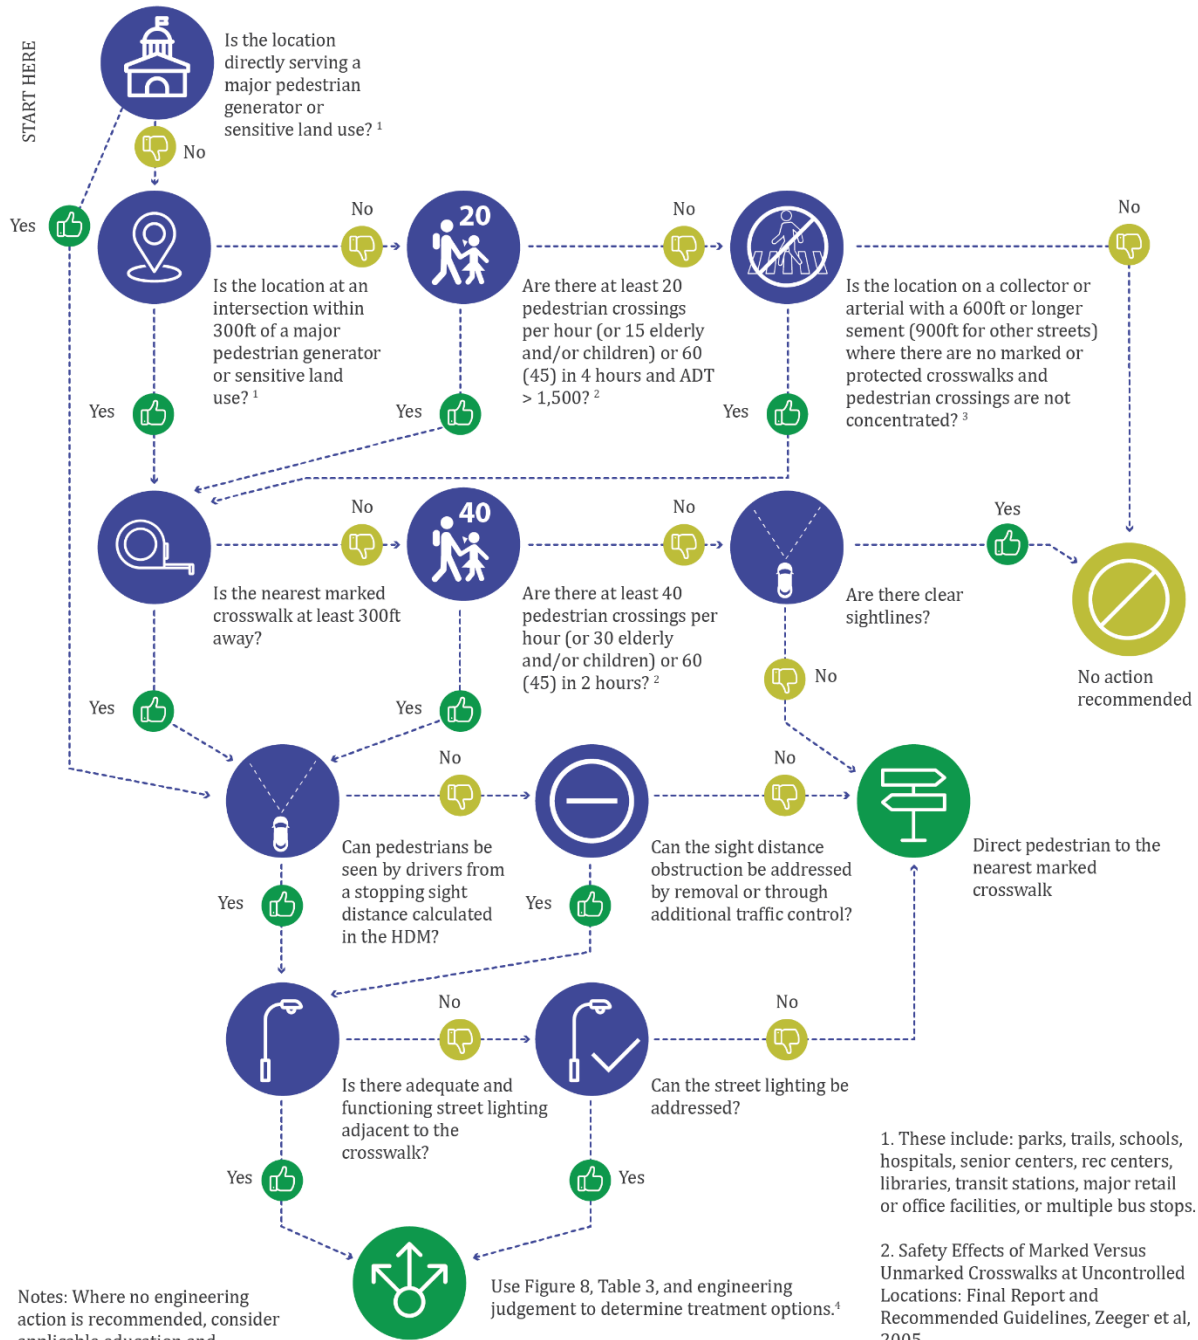 START HERE
Is the location
directly serving a
major pedestrian
generator or
sensitive land use? 1
No
Yes
No
No
No
20
Is the location at an
intersection within
300ft of a major
pedestrian generator
or sensitive land
use? 1
Are there at least 20
pedestrian crossings
per hour (or 15 elderly
and/or children) or 60
(45) in 4 hours and ADT
> 1,500? 2
Is the location on a collector or
arterial with a 600ft or longer
sement (900ft for other streets)
where there are no marked or
protected crosswalks and
pedestrian crossings are not
concentrated? 3
Yes
Yes
Yes
No
No
Yes
40
Is the nearest marked
crosswalk at least 300ft
away?
Are there at least 40
pedestrian crossings per
hour (or 30 elderly
and/or children) or 60
(45) in 2 hours? 2
Are there clear
sightlines?
No action
recommended
Yes
Yes
No
No
No
Can pedestrians be
seen by drivers from
a stopping sight
distance calculated
in the HDM?
Can the sight distance
obstruction be addressed
by removal or through
additional traffic control?
Direct pedestrian to the
nearest marked
crosswalk
Yes
Yes
No
No
Is there adequate and
functioning street lighting
adjacent to the
crosswalk?
Can the street lighting be
addressed?
Yes
Yes
Use Figure 8, Table 3, and engineering
judgement to determine treatment options.4
1. These include: parks, trails, schools,
hospitals, senior centers, rec centers,
libraries, transit stations, major retail
or office facilities, or multiple bus stops.
2. Safety Effects of Marked Versus
Unmarked Crosswalks at Uncontrolled
Locations: Final Report and
Recommended Guidelines, Zeeger et al,
2005
Notes: Where no engineering
action is recommended, consider
applicable education and